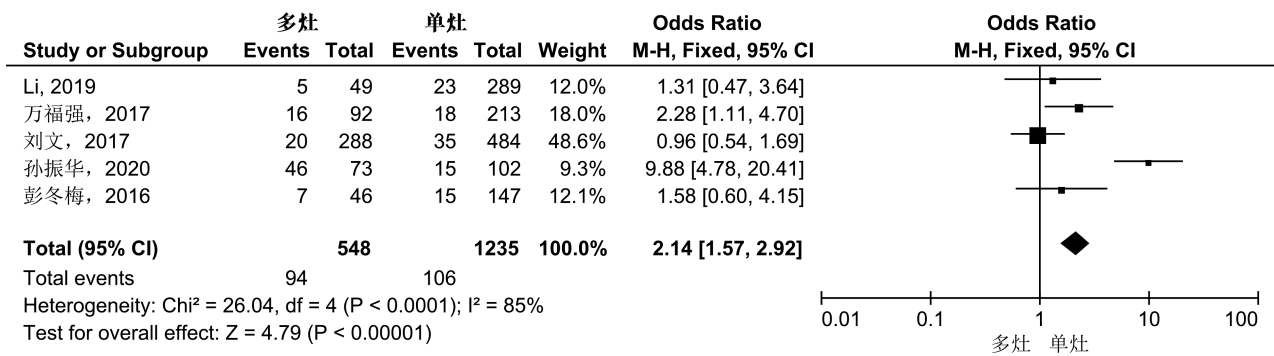 多灶 单灶 Odds Ratio Odds Ratio
Study or Subgroup Events Total Events Total Weight M-H, Fixed, 95% CI M-H, Fixed, 95% CI
Li, 2019 5 49 23 289 12.0% 1.31 [0.47, 3.64]
万福强，2017 16 92 18 213 18.0% 2.28 [1.11, 4.70]
刘文，2017 20 288 35 484 48.6% 0.96 [0.54, 1.69]
孙振华，2020 46 73 15 102 9.3% 9.88 [4.78, 20.41]
彭冬梅，2016 7 46 15 147 12.1% 1.58 [0.60, 4.15]
Total (95% CI) 548 1235 100.0% 2.14 [1.57, 2.92]
Total events 94 106
Heterogeneity: Chi² = 26.04, df = 4 (P < 0.0001); I² = 85%
Test for overall effect: Z = 4.79 (P < 0.00001)
0.01 0.1 1 10 100
多灶 单灶